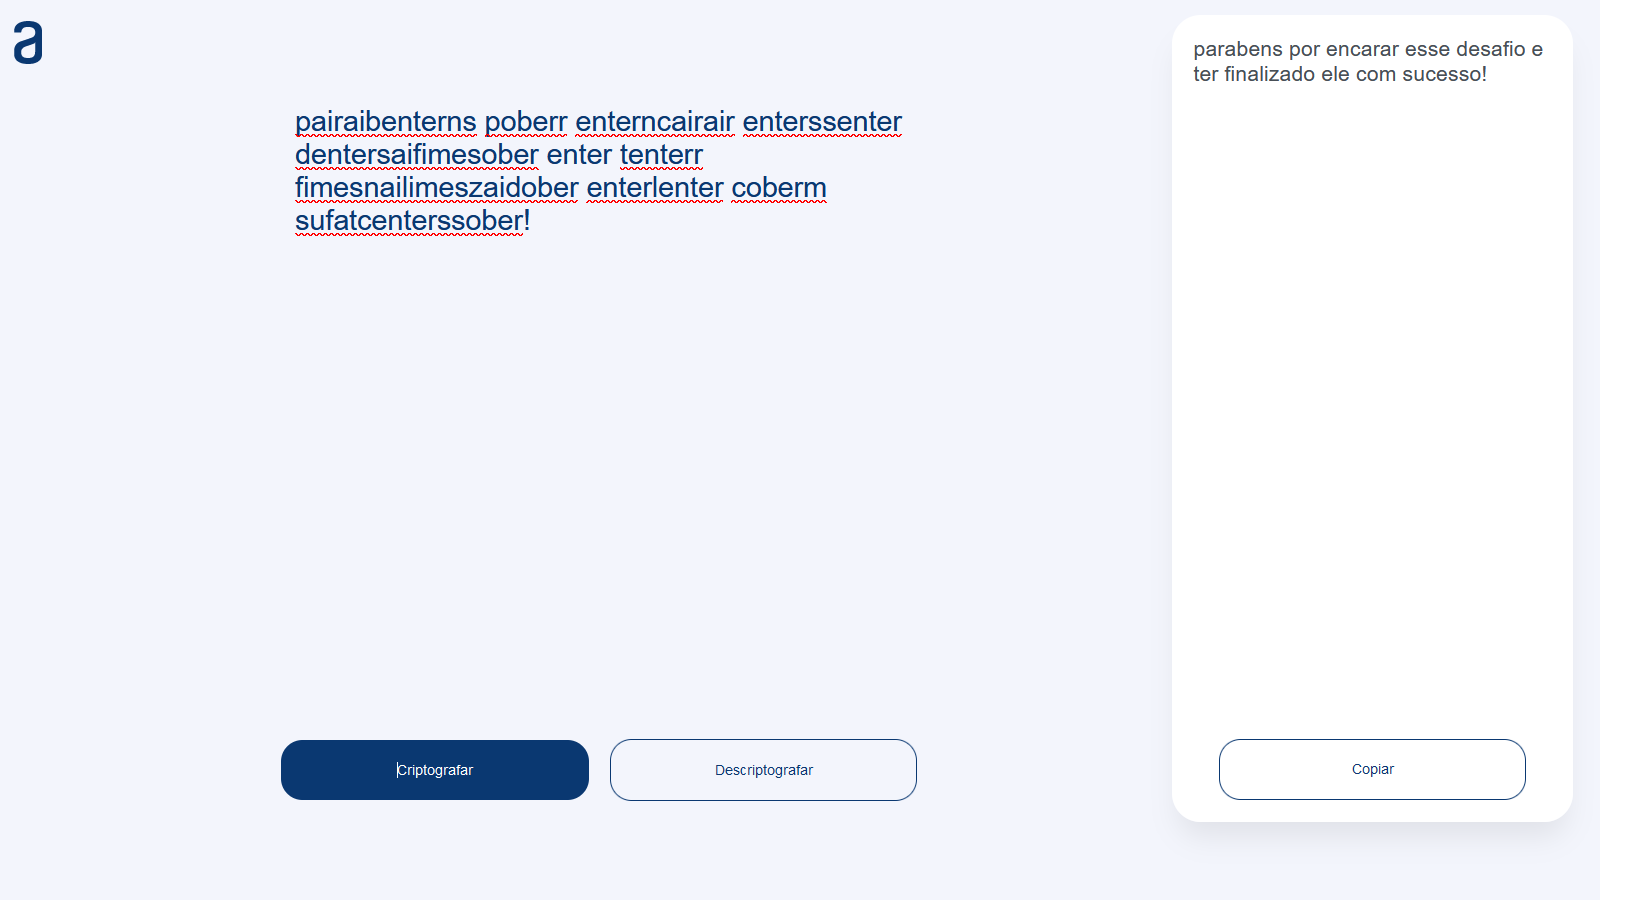 a
pairaibenterns poberr enterncairair enterssenter
dentersaifimesober enter tenterr
fimesnailimeszaidober enterlenter coberm
sufatcenterssober!
Criptografar
Descriptografar
parabens por encarar esse desafio e
ter finalizado ele com sucesso!
Copiar